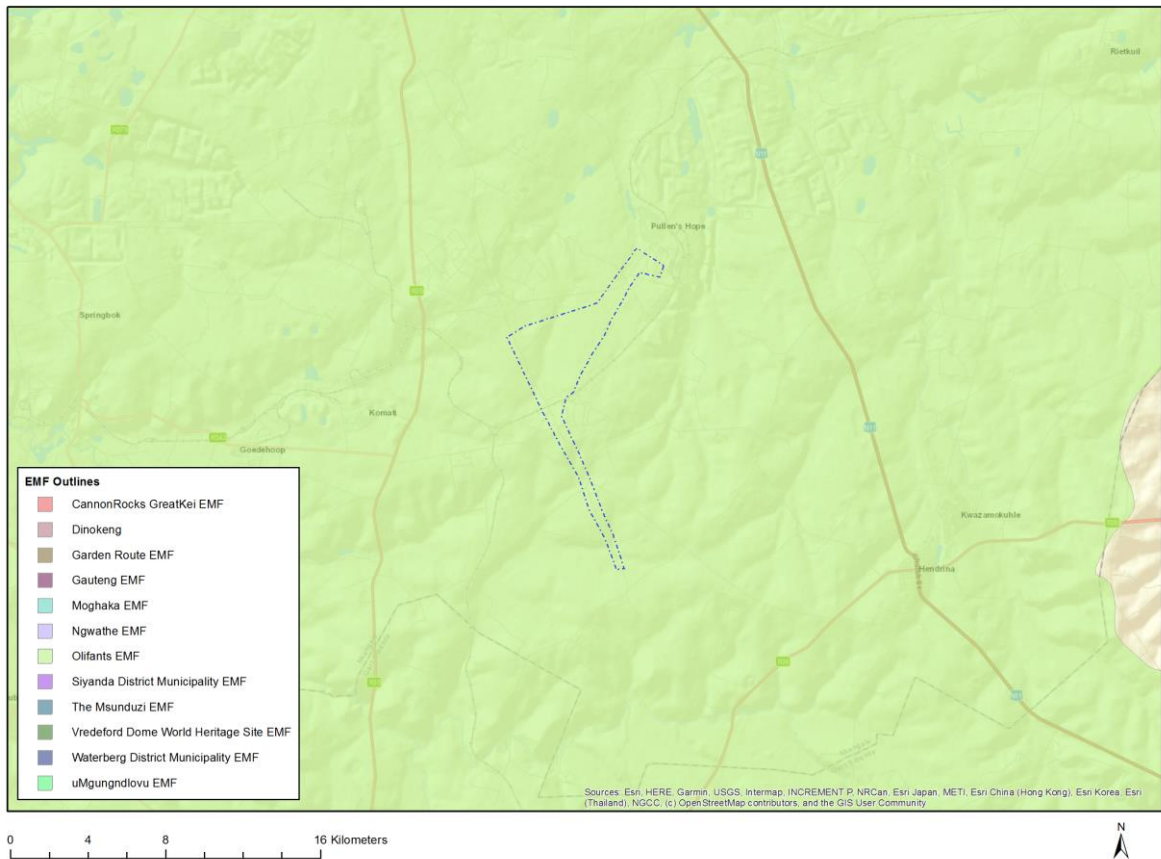 Rietkuil
Pullen's Hope
Springbok
Komati
Goedehoop
Kwazamokuhle
Hendrina
EMF Outlines
CannonRocks GreatKei EMF
Dinokeng
Garden Route EMF
Gauteng EMF
Moghaka EMF
Ngwathe EMF
Olifants EMF
Siyanda District Municipality EMF
The Msunduzi EMF
Vredeford Dome World Heritage Site EMF
Waterberg District Municipality EMF
uMgungndlovu EMF
Sources: Esri, HERE, Garmin, USGS, Intermap, INCREMENT P, NRCan, Esri Japan, METI, Esri China (Hong Kong), Esri Korea, Esri
(Thailand), NGCC, (c) OpenStreetMap contributors, and the GIS User Community
0 4 8 16 Kilometers
N